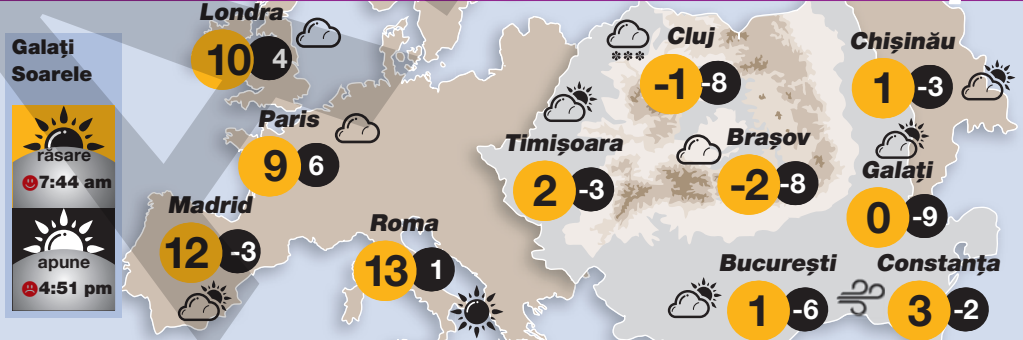 Galați
Soarele
răsare
7:44 am
apune
4:51 pm
Londra
10 4
Paris
9 6
Madrid
12 -3
Roma
13 1
Cluj
-1 -8
Timișoara
2 -3
Brașov
-2 -8
Chișinău
1 -3
Galați
0 -9
București
1 -6
Constanța
3 -2